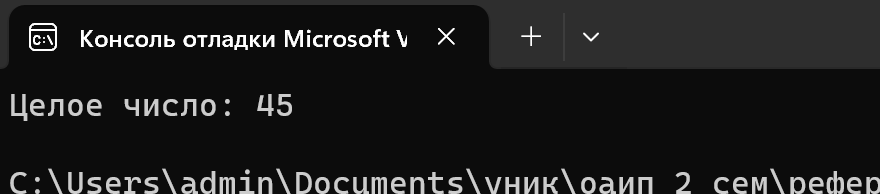 C:\ Консоль отладки Microsoft V
Целое число: 45
C:\Users\admin\Documents\уник\оаип 2 сем\рефер